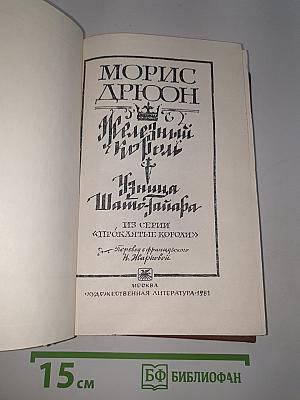 МОРИС
ДРЮОН
Железный
король
Узница
Шато-Гайара
ИЗ СЕРИИ
«ПРОКЛЯТЫЕ КОРОЛИ»
Перевод с французского
Н. Жарковой
МОСКВА
ХУДОЖЕСТВЕННАЯ ЛИТЕРАТУРА · 1981
15 см
БФ БИБЛИОФАН